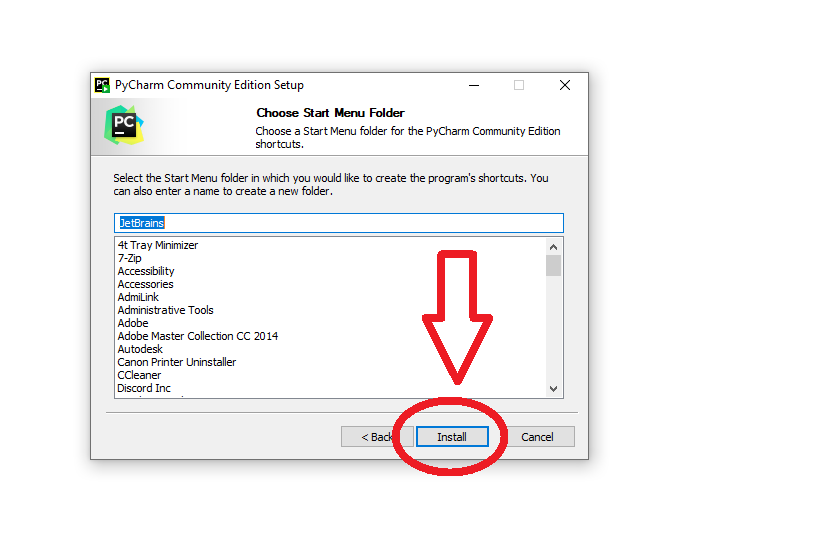 PyCharm Community Edition Setup
PC
Choose Start Menu Folder
Choose a Start Menu folder for the PyCharm Community Edition
shortcuts.
Select the Start Menu folder in which you would like to create the program's shortcuts. You
can also enter a name to create a new folder.
JetBrains
4t Tray Minimizer
7-Zip
Accessibility
Accessories
AdmiLink
Administrative Tools
Adobe
Adobe Master Collection CC 2014
Autodesk
Canon Printer Uninstaller
CCleaner
Discord Inc
< Back
Install
Cancel